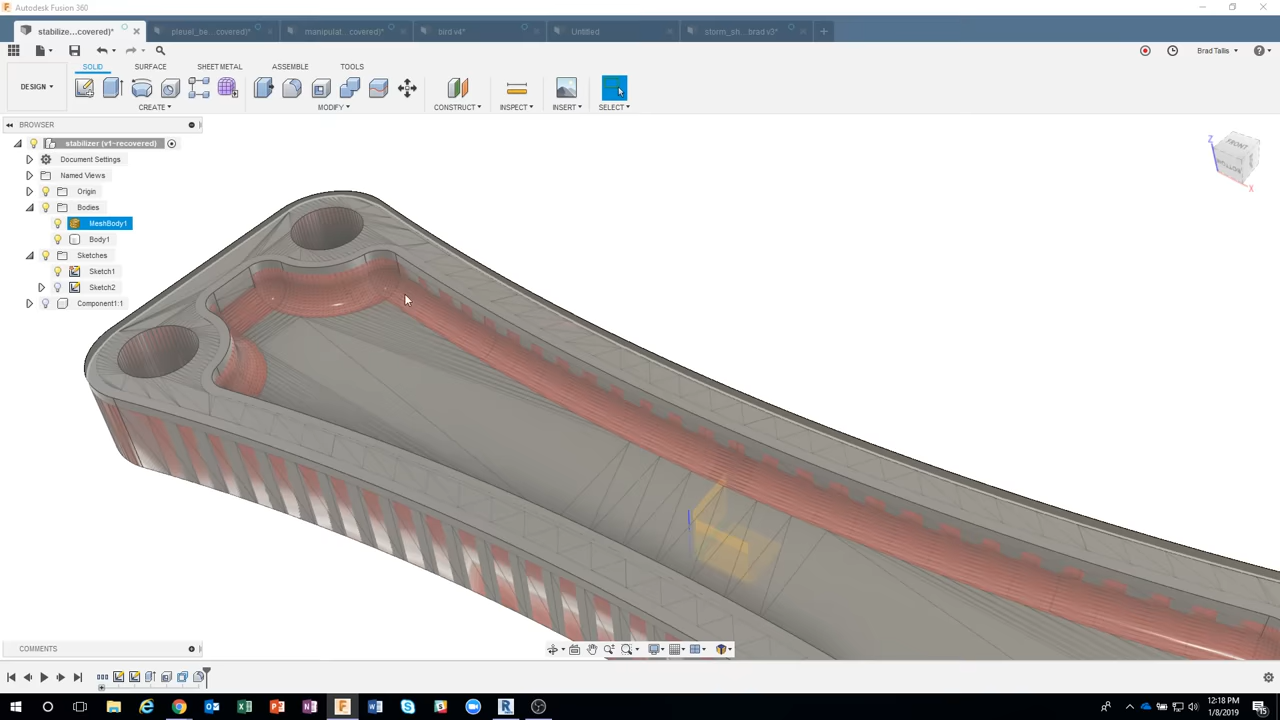 Autodesk Fusion 360
stabilize...covered)*
pleuel_be...covered)*
manipulat...covered)*
bird v4*
Untitled
storm_sh...brad v3*
Brad Tallis
SOLID
SURFACE
SHEET METAL
ASSEMBLE
TOOLS
DESIGN
CREATE
MODIFY
CONSTRUCT
INSPECT
INSERT
SELECT
BROWSER
stabilizer (v1~recovered)
Document Settings
Named Views
Origin
Bodies
MeshBody1
Body1
Sketches
Sketch1
Sketch2
Component1:1
Z
X
COMMENTS
12:18 PM
1/8/2019
15